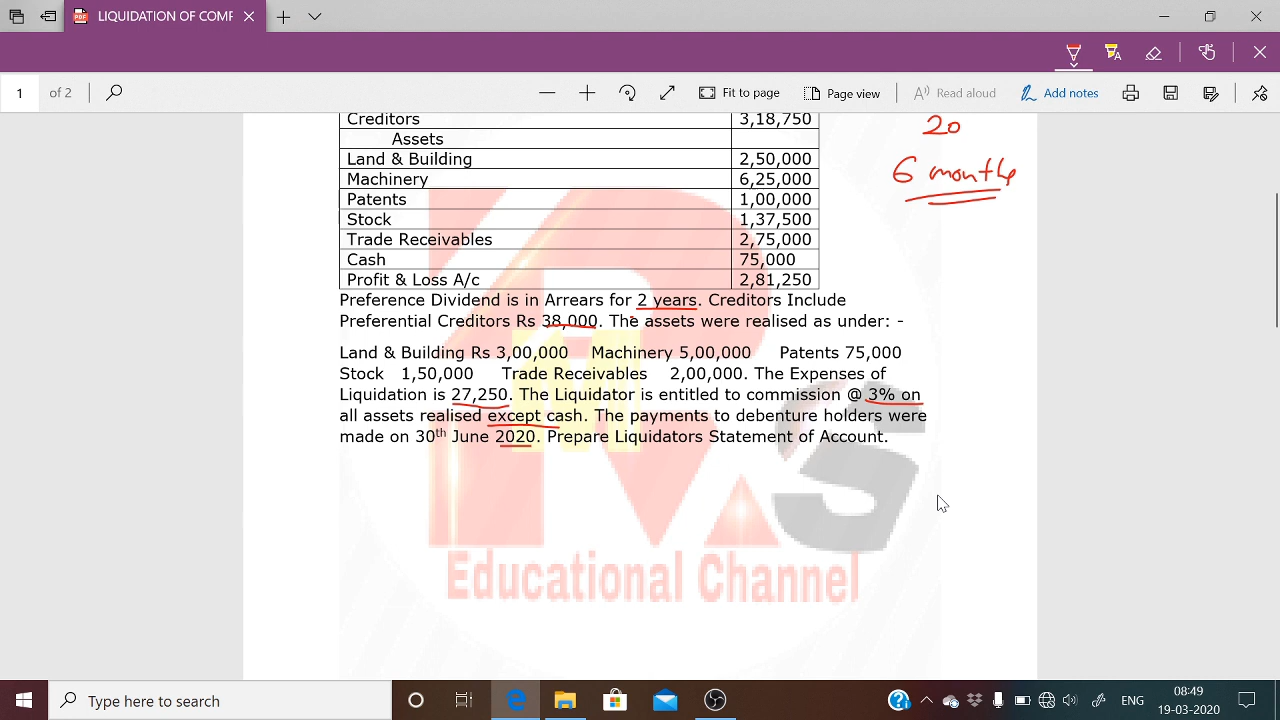 LIQUIDATION OF COMP
1 of 2 Fit to page Page view Read aloud Add notes
Creditors 3,18,750
Assets
Land & Building 2,50,000
Machinery 6,25,000
Patents 1,00,000
Stock 1,37,500
Trade Receivables 2,75,000
Cash 75,000
Profit & Loss A/c 2,81,250
20
6 months
Preference Dividend is in Arrears for 2 years. Creditors Include
Preferential Creditors Rs 38,000. The assets were realised as under: -
Land & Building Rs 3,00,000 Machinery 5,00,000 Patents 75,000
Stock 1,50,000 Trade Receivables 2,00,000. The Expenses of
Liquidation is 27,250. The Liquidator is entitled to commission @ 3% on
all assets realised except cash. The payments to debenture holders were
made on 30th June 2020. Prepare Liquidators Statement of Account.
Educational Channel
Type here to search
ENG
08:49
19-03-2020